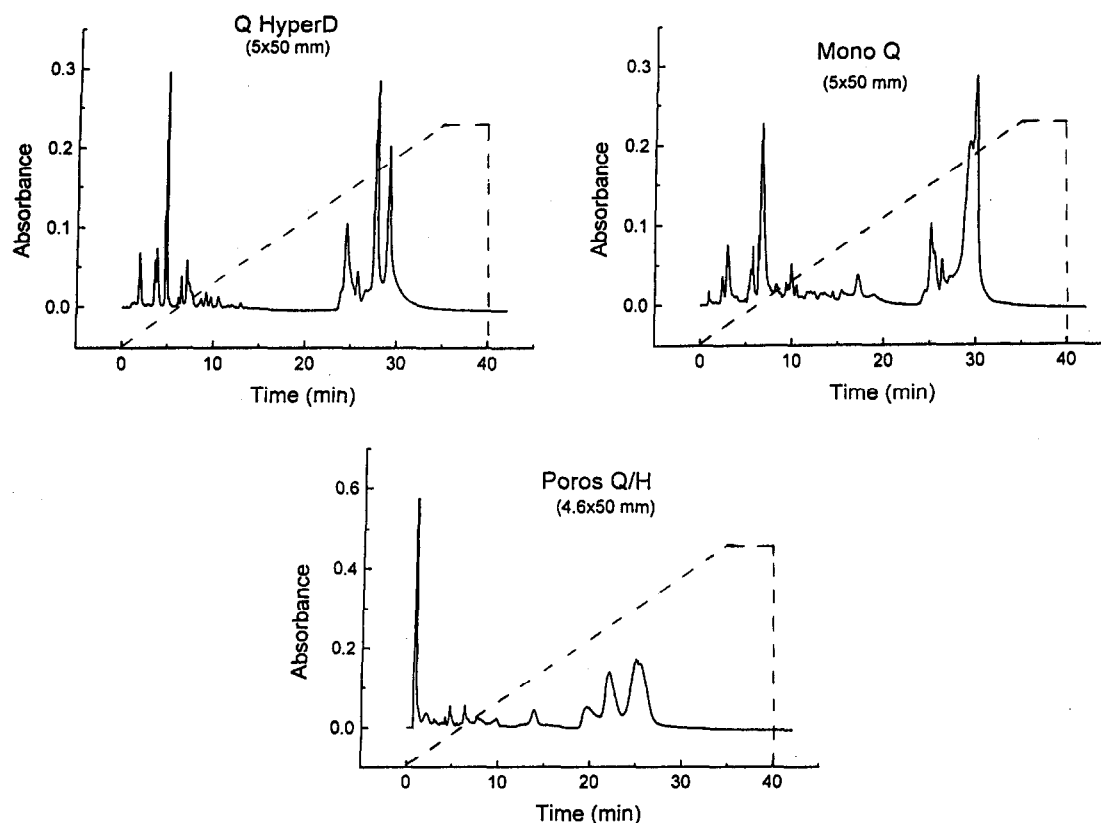 Q HyperD
(5x50 mm)
Absorbance
0.3
0.2
0.1
0.0
0 10 20 30 40
Time (min)
Mono Q
(5x50 mm)
Absorbance
0.3
0.2
0.1
0.0
0 10 20 30 40
Time (min)
Poros Q/H
(4.6x50 mm)
Absorbance
0.6
0.4
0.2
0.0
0 10 20 30 40
Time (min)